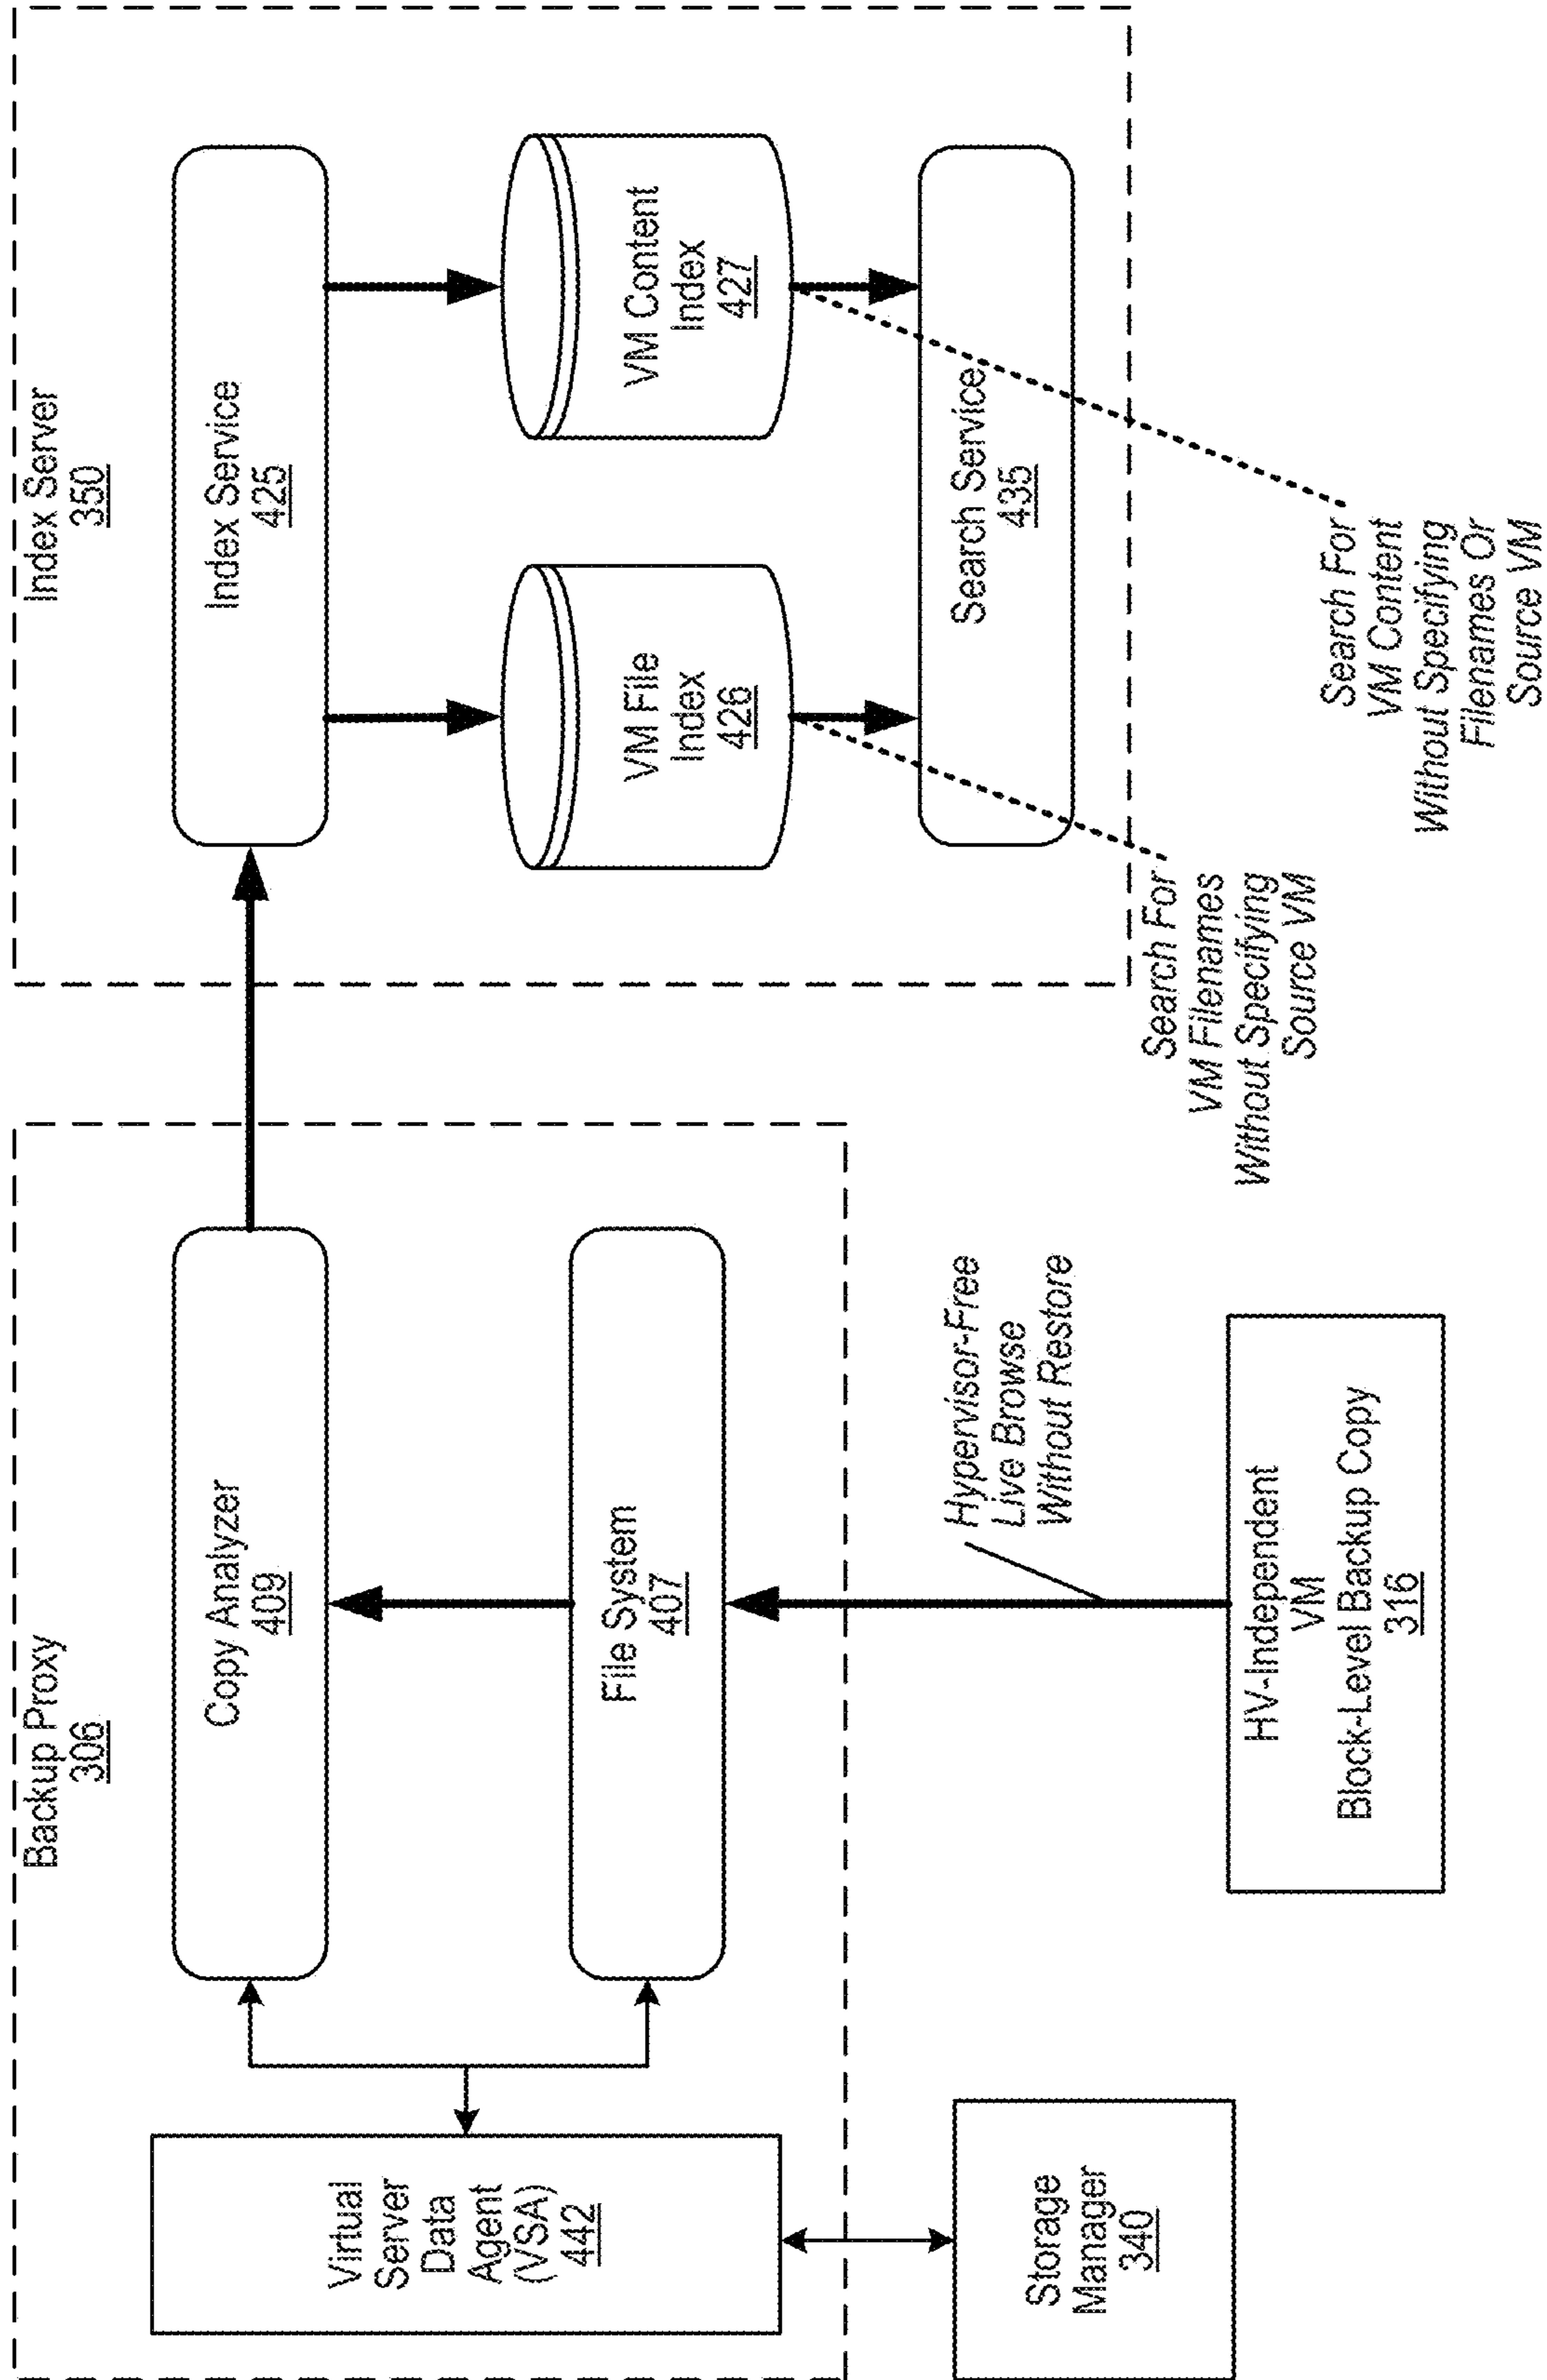 Backup Proxy
306
Virtual
Server
Data
Agent
(VSA)
442
Copy Analyzer
409
File System
407
Storage
Manager
340
Hypervisor-Free
Live Browse
Without Restore
HV-Independent
VM
Block-Level Backup Copy
316
Index Server
350
Index Service
425
VM File
Index
426
VM Content
Index
427
Search Service
435
Search For
VM Filenames
Without Specifying
Source VM
Search For
VM Content
Without Specifying
Filenames Or
Source VM